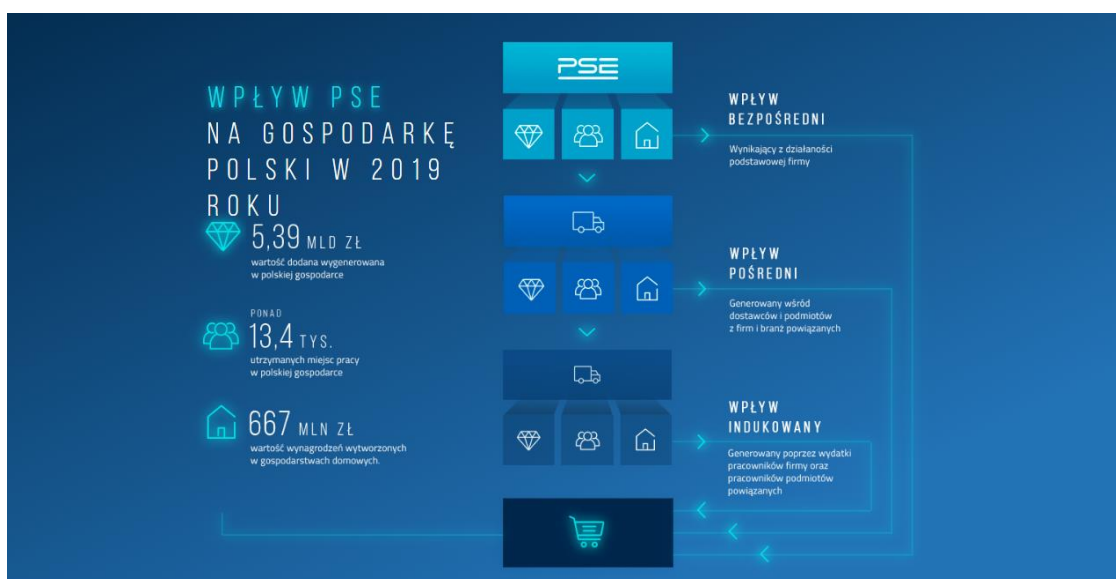 WPŁYW PSE
NA GOSPODARKĘ
POLSKI W 2019
ROKU
5,39 MLD ZŁ
wartość dodana wygenerowana
w polskiej gospodarce
PONAD
13,4 TYS.
utrzymanych miejsc pracy
w polskiej gospodarce
667 MLN ZŁ
wartość wynagrodzeń wytworzonych
w gospodarstwach domowych.
PSE
WPŁYW
BEZPOŚREDNI
Wynikający z działaności
podstawowej firmy
WPŁYW
POŚREDNI
Generowany wśród
dostawców i podmiotów
z firm i branż powiązanych
WPŁYW
INDUKOWANY
Generowany poprzez wydatki
pracowników firmy oraz
pracowników podmiotów
powiązanych